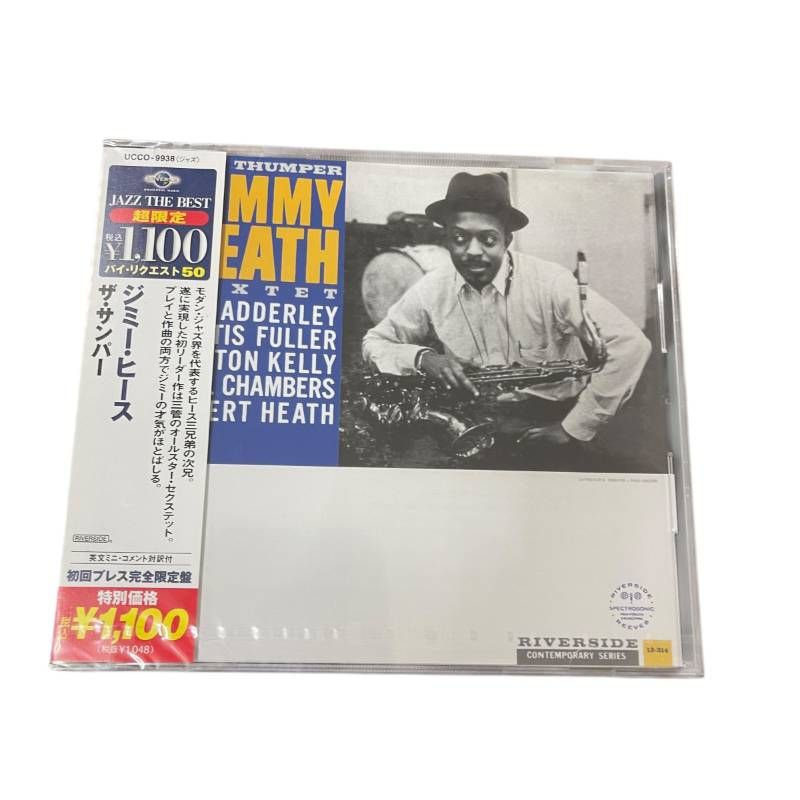 UCCO-9938(ジャズ)
UNIVERSAL MUSIC
JAZZ THE BEST
超限定
税込
¥1,100
バイ・リクエスト50
ジミー・ヒース
ザ・サンパー
モダン・ジャズ界を代表するヒース三兄弟の次兄。
遂に実現した初リーダー作は三管のオールスター・セクステット。
プレイと作曲の両方でジミーの才気がほとばしる。
RIVERSIDE
英文ミニ・コメント対訳付
初回プレス完全限定盤
特別価格
税込
¥1,100
(税抜¥1,048)
THUMPER
MMY
EATH
XTET
ADDERLEY
TIS FULLER
TON KELLY
CHAMBERS
ERT HEATH
RIVERSIDE
SPECTROSONIC
REEVES
RIVERSIDE
CONTEMPORARY SERIES
12-314